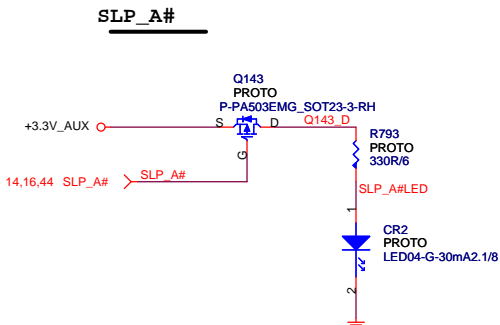 SLP_A#
Q143
PROTO
P-PA503EMG_SOT23-3-RH
+3.3V_AUX
S
D
Q143_D
G
R793
PROTO
330R/6
14,16,44 SLP_A#
SLP_A#
SLP_A#LED
1
CR2
PROTO
LED04-G-30mA2.1/8
2